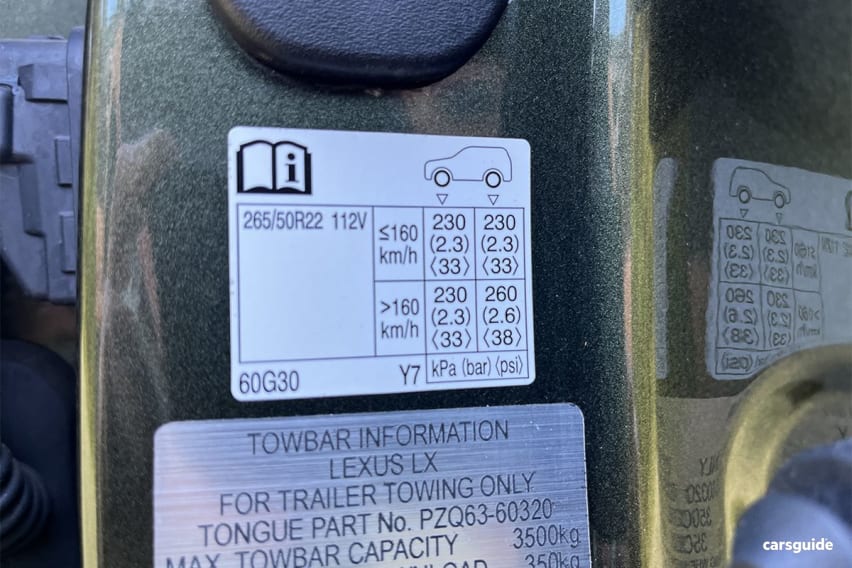 265/50R22 112V
≤160 km/h
230 (2.3) ⟨33⟩
230 (2.3) ⟨33⟩
>160 km/h
230 (2.3) ⟨33⟩
260 (2.6) ⟨38⟩
60G30 Y7 kPa (bar) ⟨psi⟩
TOWBAR INFORMATION
LEXUS LX
FOR TRAILER TOWING ONLY
TONGUE PART No. PZQ63-60320
MAX. TOWBAR CAPACITY 3500kg
350kg
carsguide